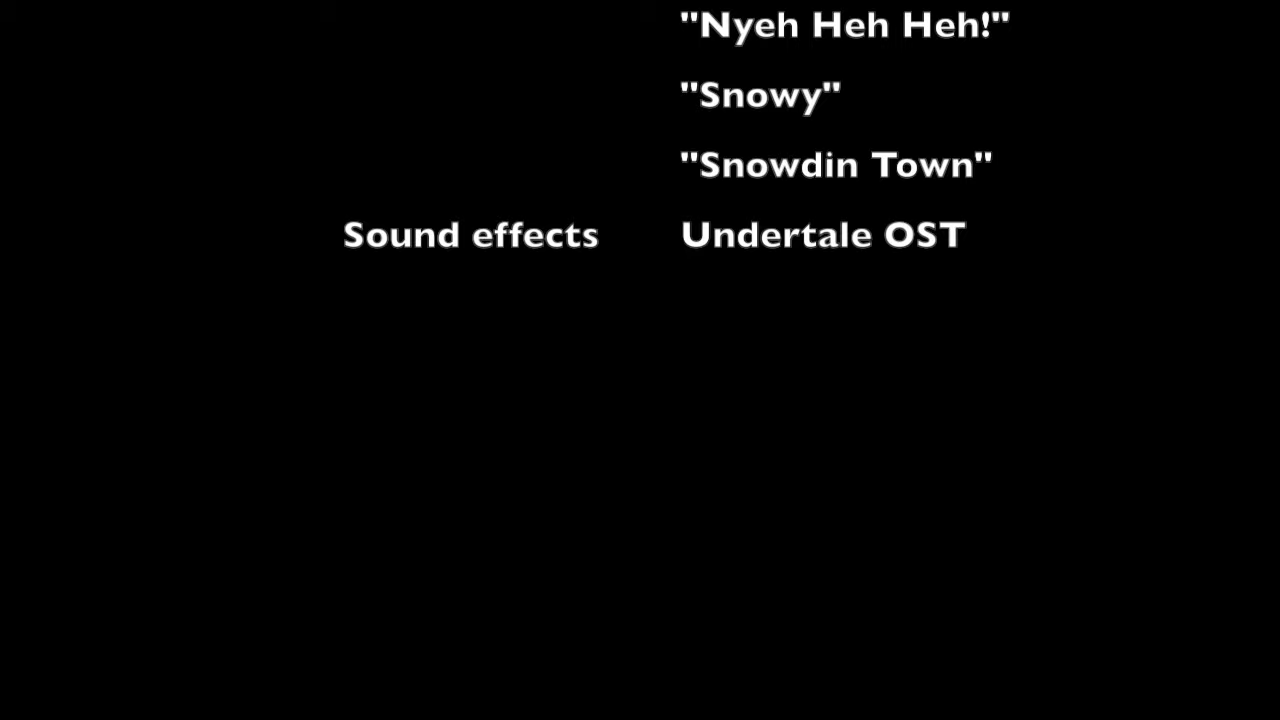 "Nyeh Heh Heh!"
"Snowy"
"Snowdin Town"
Sound effects Undertale OST